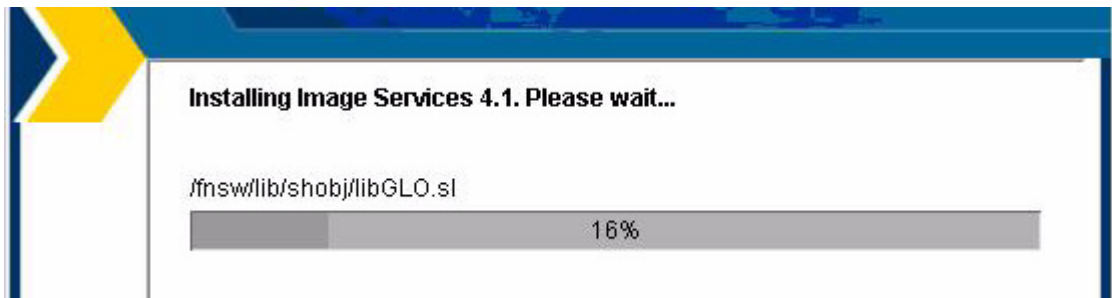 Installing Image Services 4.1. Please wait...
/fnsw/lib/shobj/libGLO.sl
16%